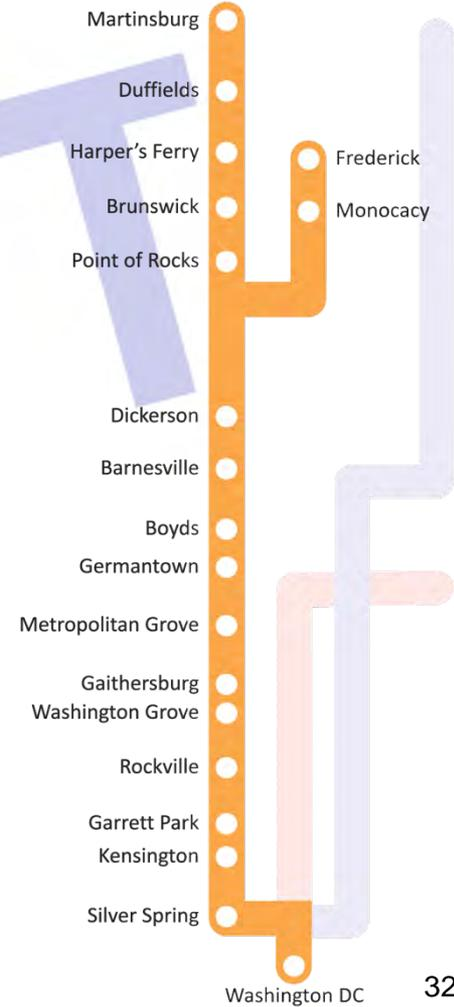 Martinsburg
Duffields
Harper's Ferry
Frederick
Brunswick
Monocacy
Point of Rocks
Dickerson
Barnesville
Boyds
Germantown
Metropolitan Grove
Gaithersburg
Washington Grove
Rockville
Garrett Park
Kensington
Silver Spring
Washington DC
32